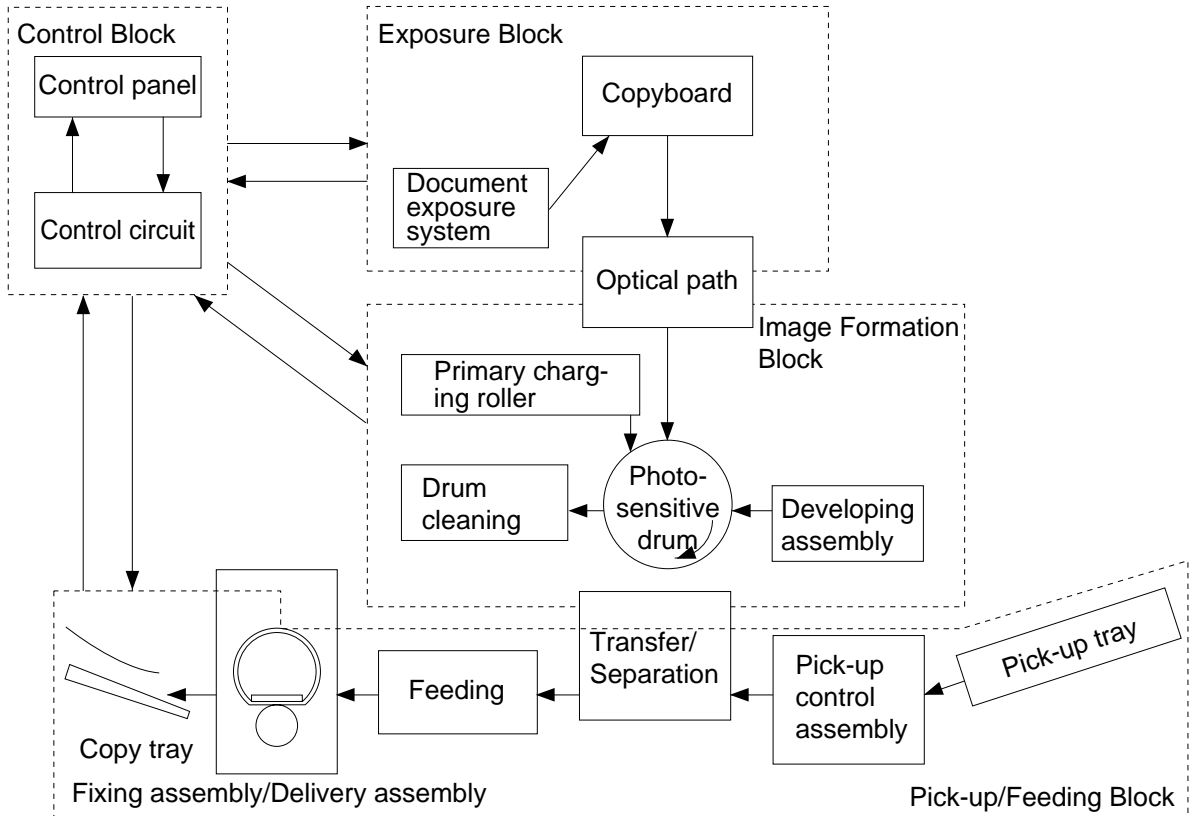 Control Block
Control panel
Control circuit
Exposure Block
Copyboard
Document
exposure
system
Optical path
Image Formation
Block
Primary charg-
ing roller
Drum
cleaning
Photo-
sensitive
drum
Developing
assembly
Transfer/
Separation
Pick-up tray
Pick-up
control
assembly
Feeding
Copy tray
Fixing assembly/Delivery assembly
Pick-up/Feeding Block